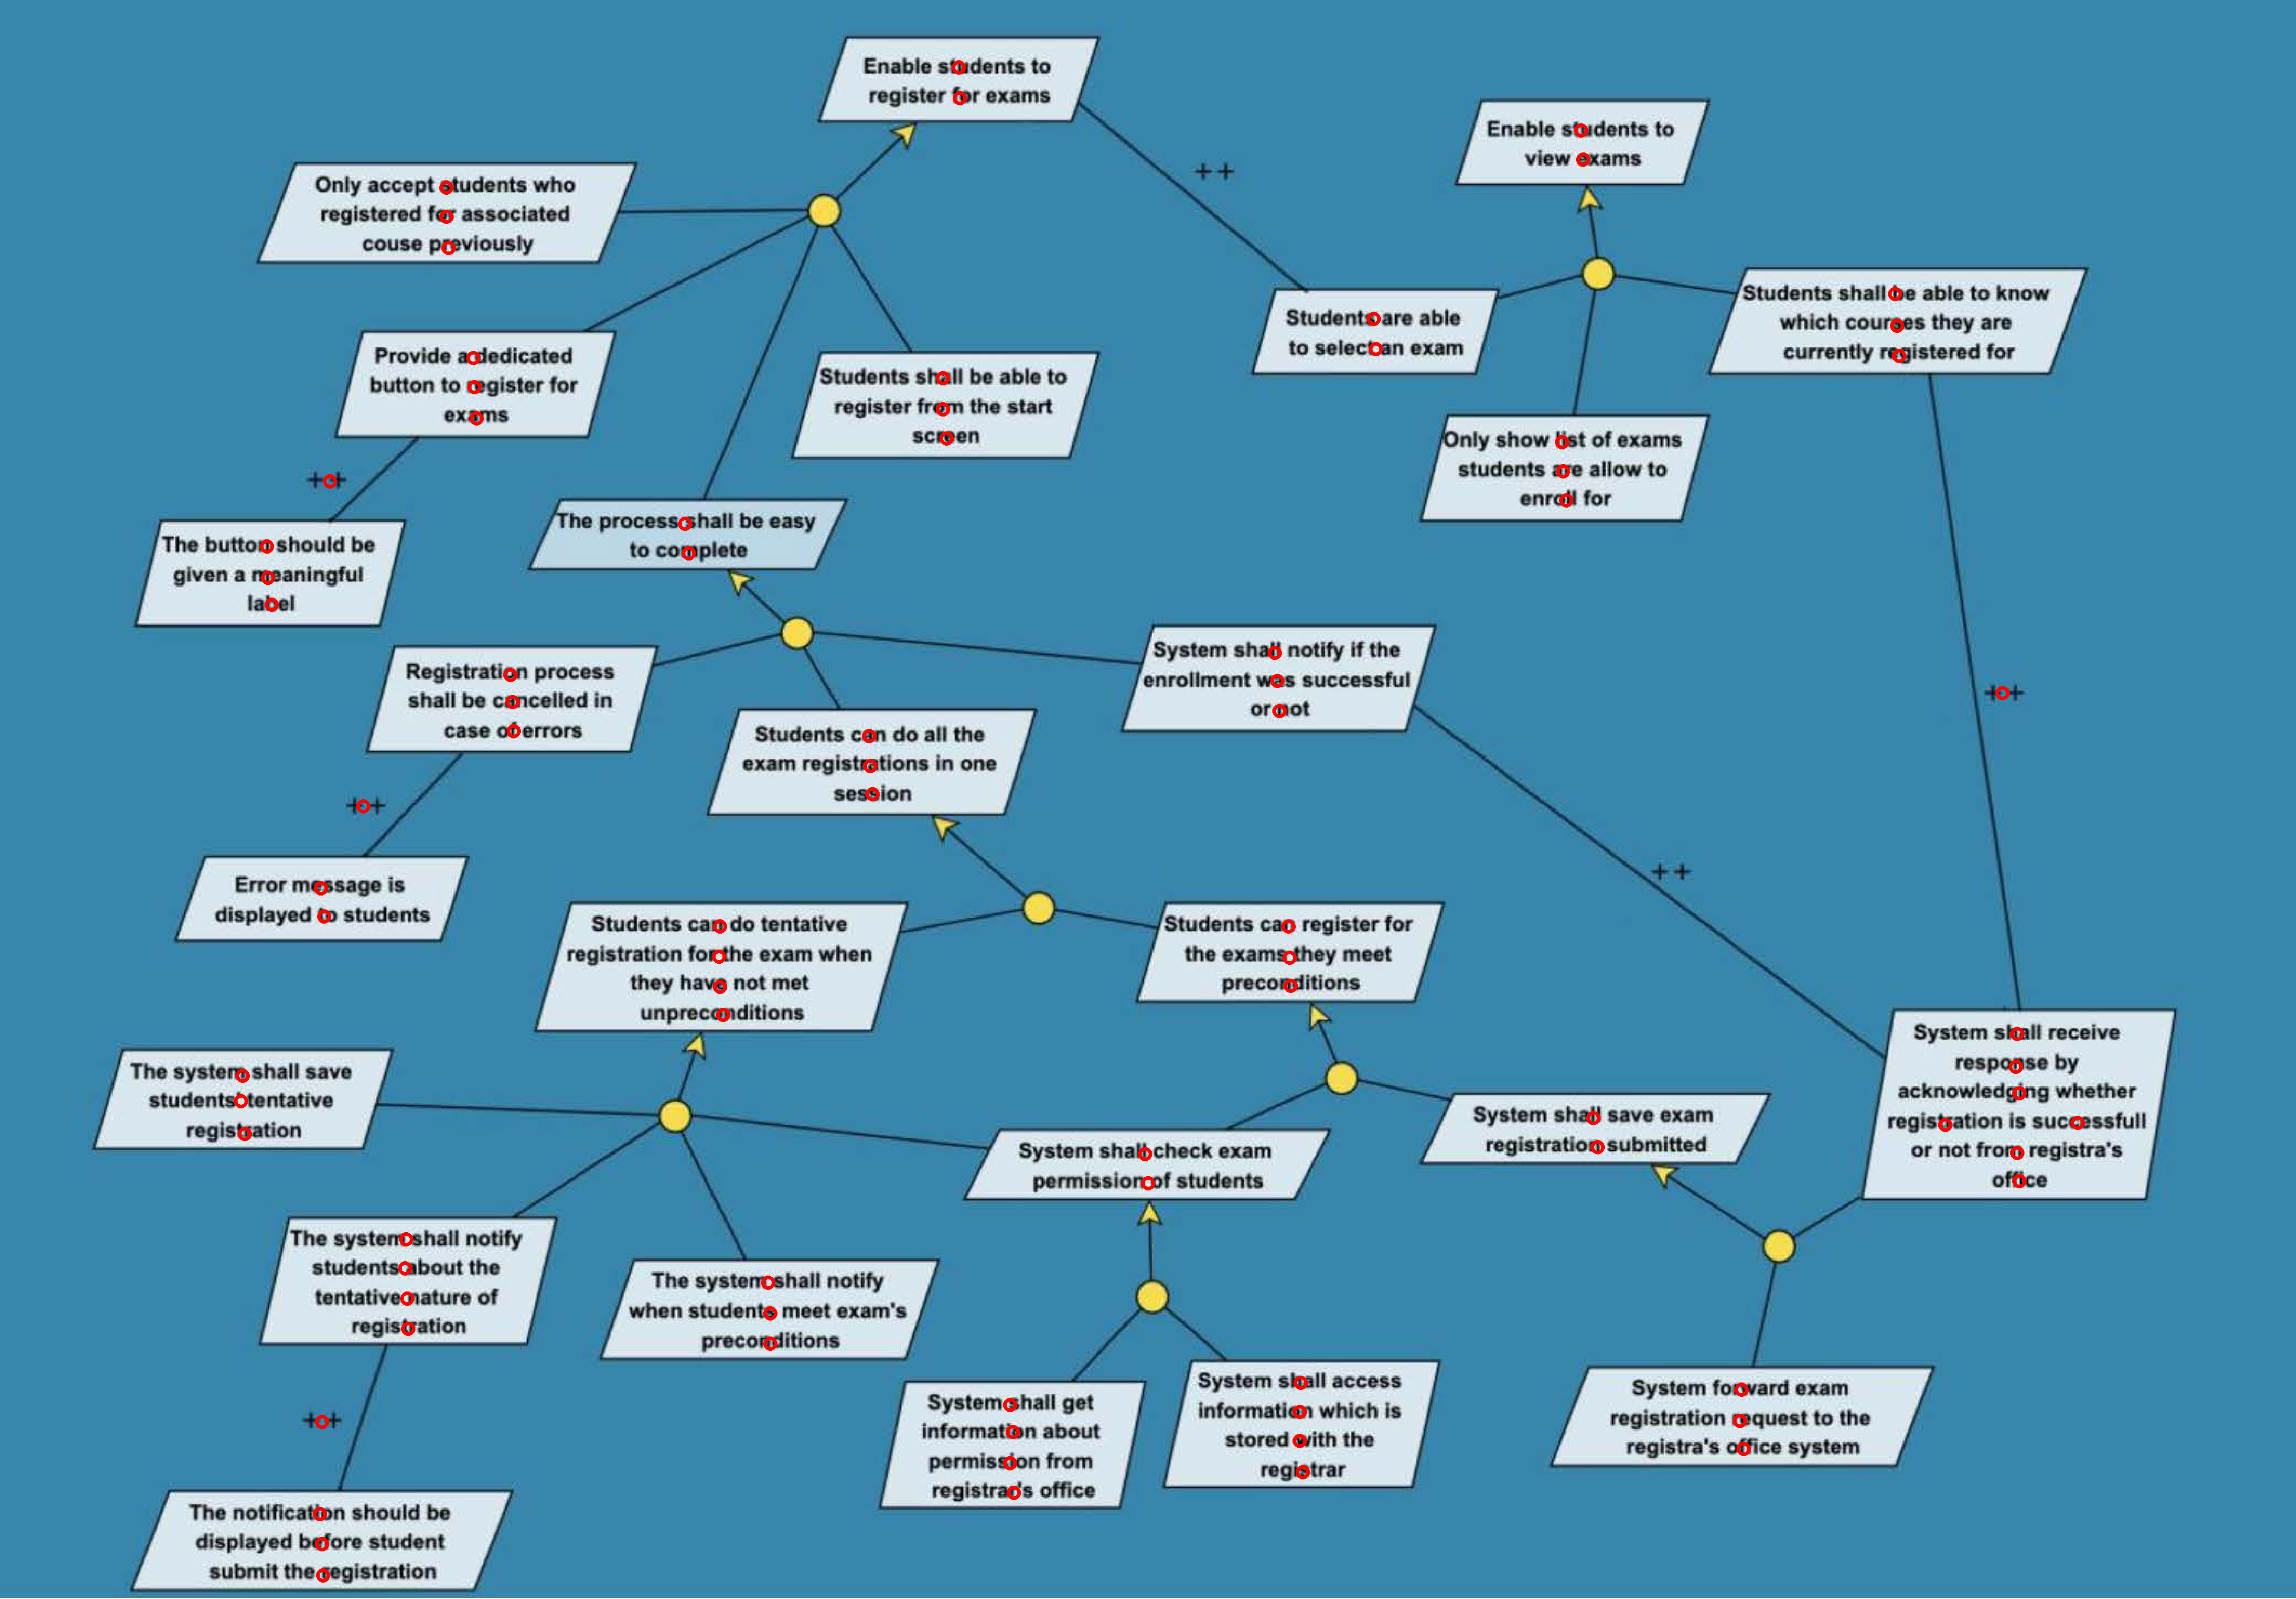 Enable students to
register for exams
Enable students to
view exams
++
Only accept students who
registered for associated
couse previously
Students shall be able to know
which courses they are
currently registered for
Students are able
to select an exam
Provide a dedicated
button to register for
exams
Students shall be able to
register from the start
screen
Only show list of exams
students are allow to
enroll for
++
The process shall be easy
to complete
The button should be
given a meaningful
label
System shall notify if the
enrollment was successful
or not
Registration process
shall be cancelled in
case of errors
++
Students can do all the
exam registrations in one
session
++
++
Error message is
displayed to students
Students can do tentative
registration for the exam when
they have not met
unpreconditions
Students can register for
the exams they meet
preconditions
System shall receive
response by
acknowledging whether
registration is successfull
or not from registra's
office
The system shall save
students' tentative
registration
System shall save exam
registration submitted
System shall check exam
permission of students
The system shall notify
students about the
tentative nature of
registration
The system shall notify
when students meet exam's
preconditions
System shall get
information about
permission from
registrar's office
System shall access
information which is
stored with the
registrar
System forward exam
registration request to the
registra's office system
++
The notification should be
displayed before student
submit the registration